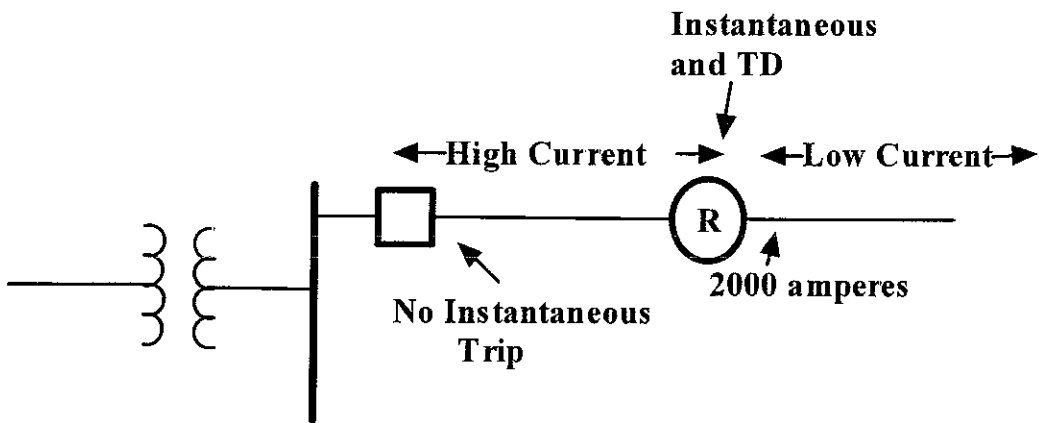 Instantaneous
and TD
High Current
Low Current
R
2000 amperes
No Instantaneous
Trip